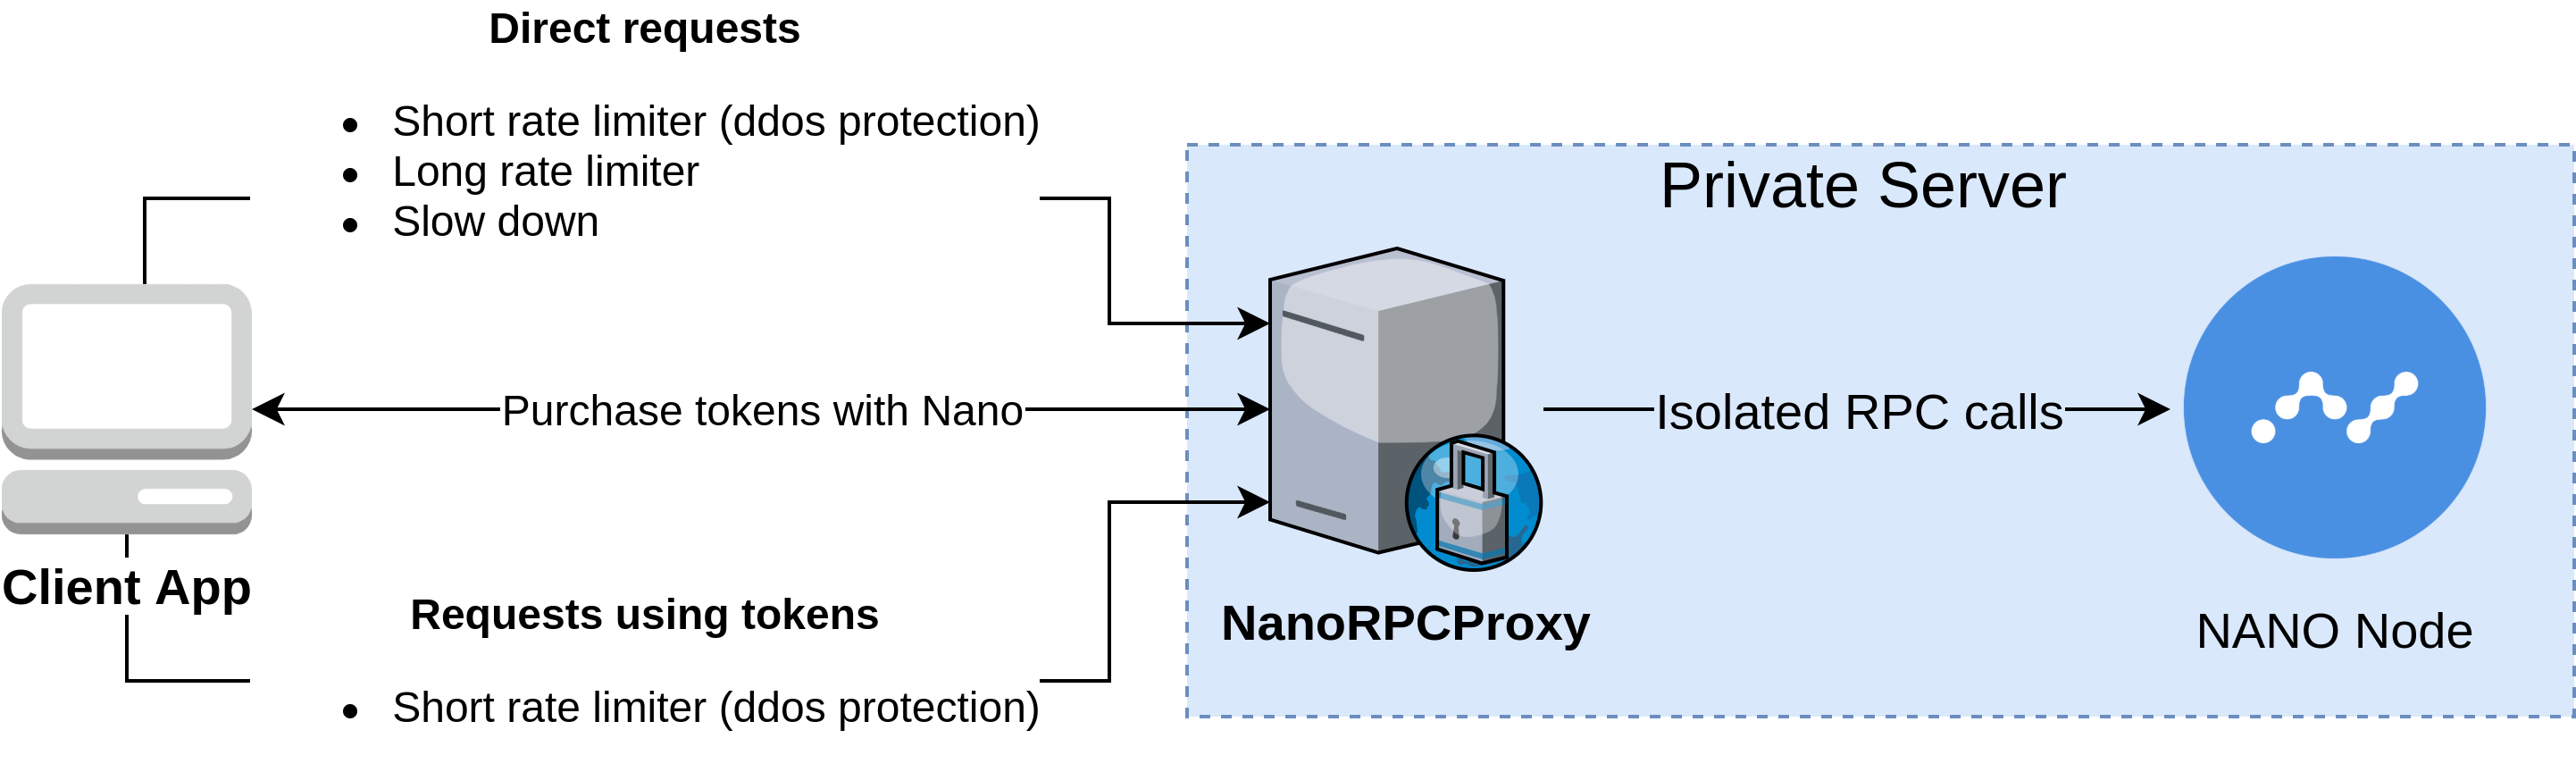 Direct requests
Short rate limiter (ddos protection)
Long rate limiter
Slow down
Private Server
Purchase tokens with Nano
Isolated RPC calls
Client App
Requests using tokens
NanoRPCProxy
NANO Node
Short rate limiter (ddos protection)